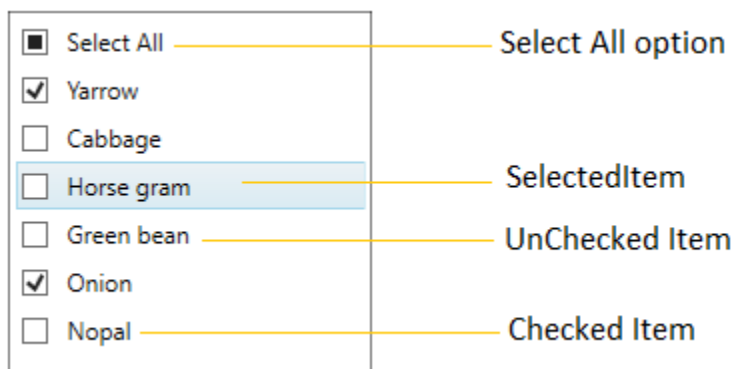 Select All
Select All option
Yarrow
Cabbage
Horse gram
SelectedItem
Green bean
UnChecked Item
Onion
Nopal
Checked Item